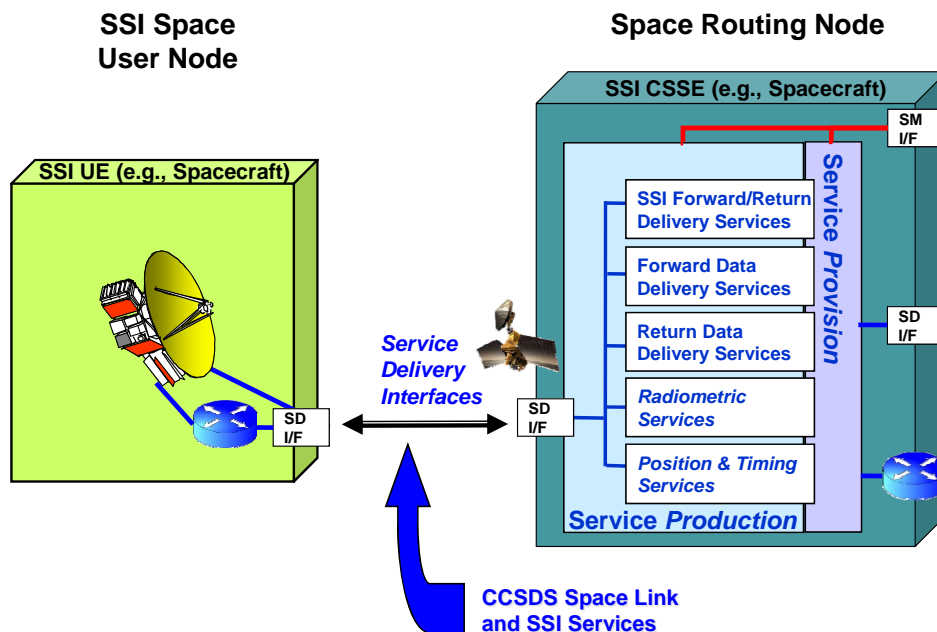 SSI Space
User Node
Space Routing Node
SSI CSSE (e.g., Spacecraft)
SM
I/F
SSI UE (e.g., Spacecraft)
SSI Forward/Return
Delivery Services
Forward Data
Delivery Services
Return Data
Delivery Services
Radiometric
Services
Position & Timing
Services
Service Production
Service Provision
SD
I/F
Service
Delivery
Interfaces
SD
I/F
SD
I/F
CCSDS Space Link
and SSI Services